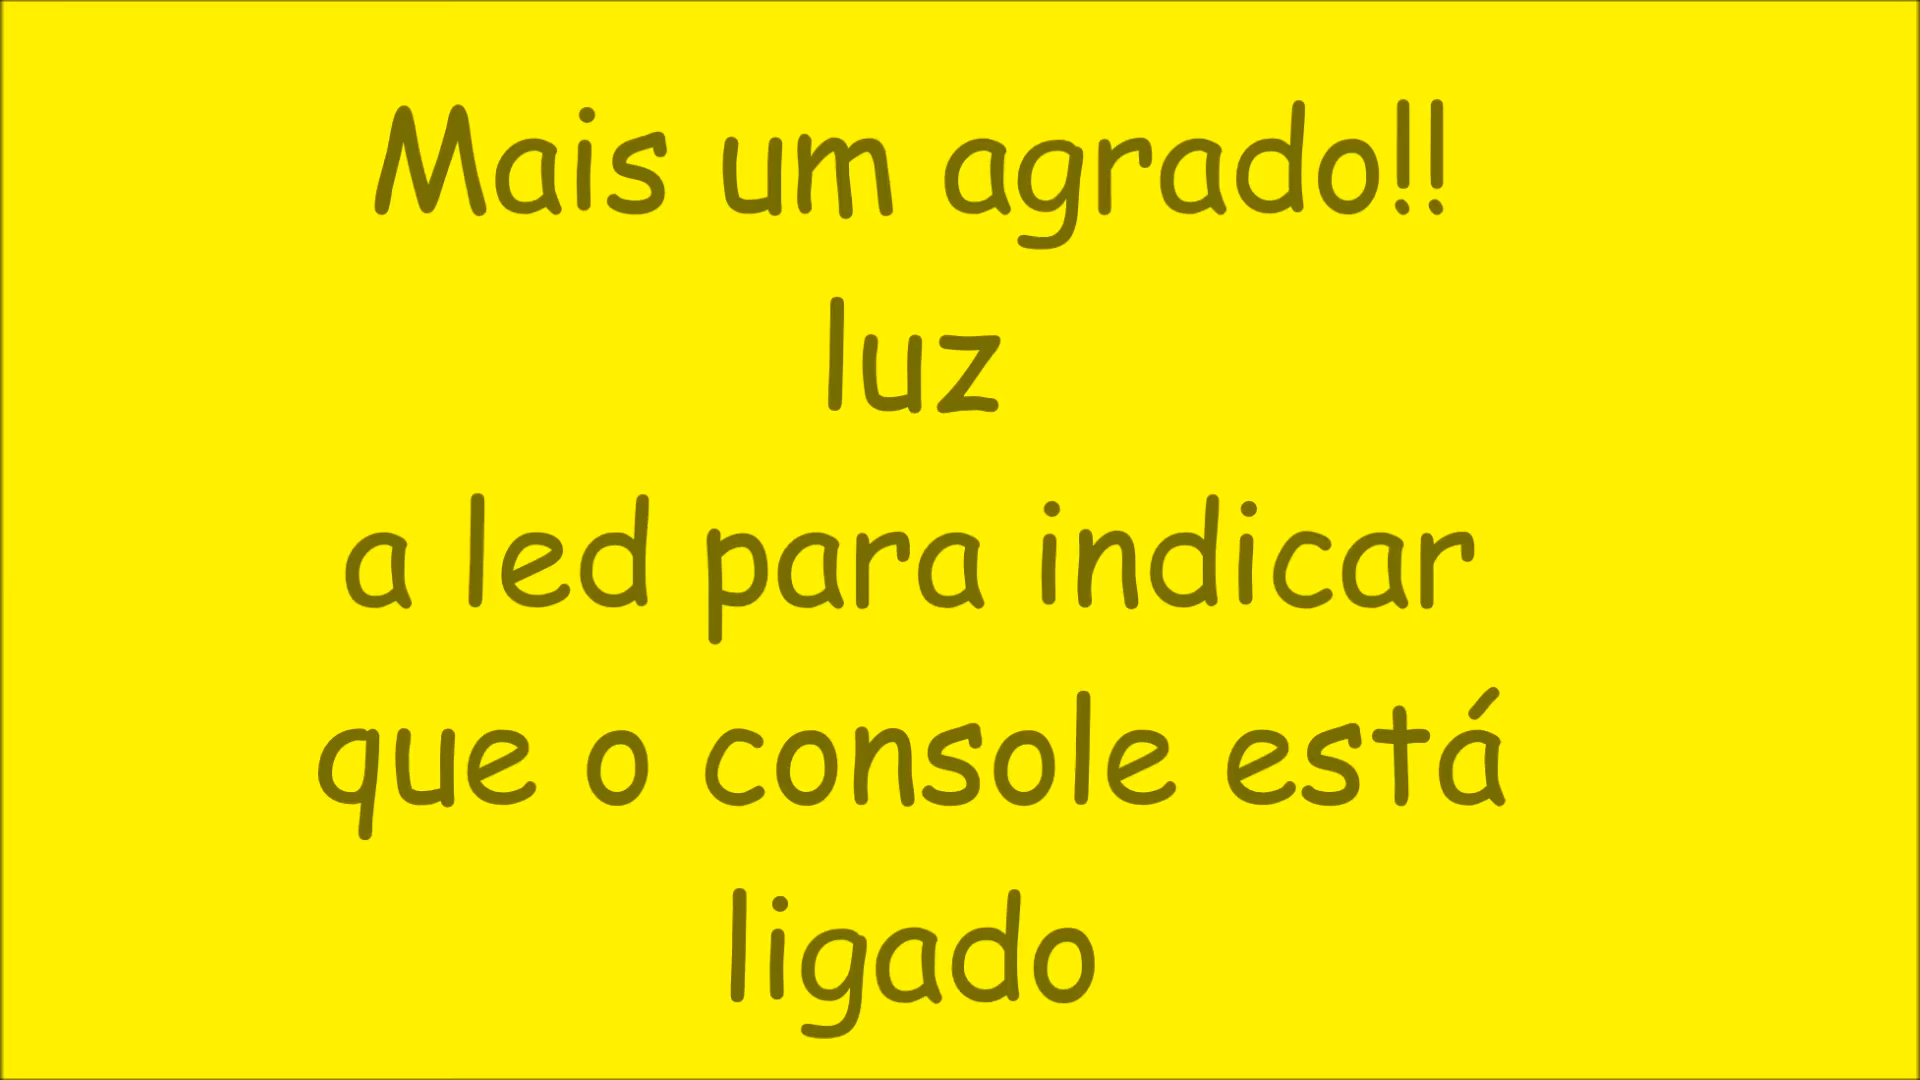 Mais um agrado!!
luz
a led para indicar
que o console está
ligado